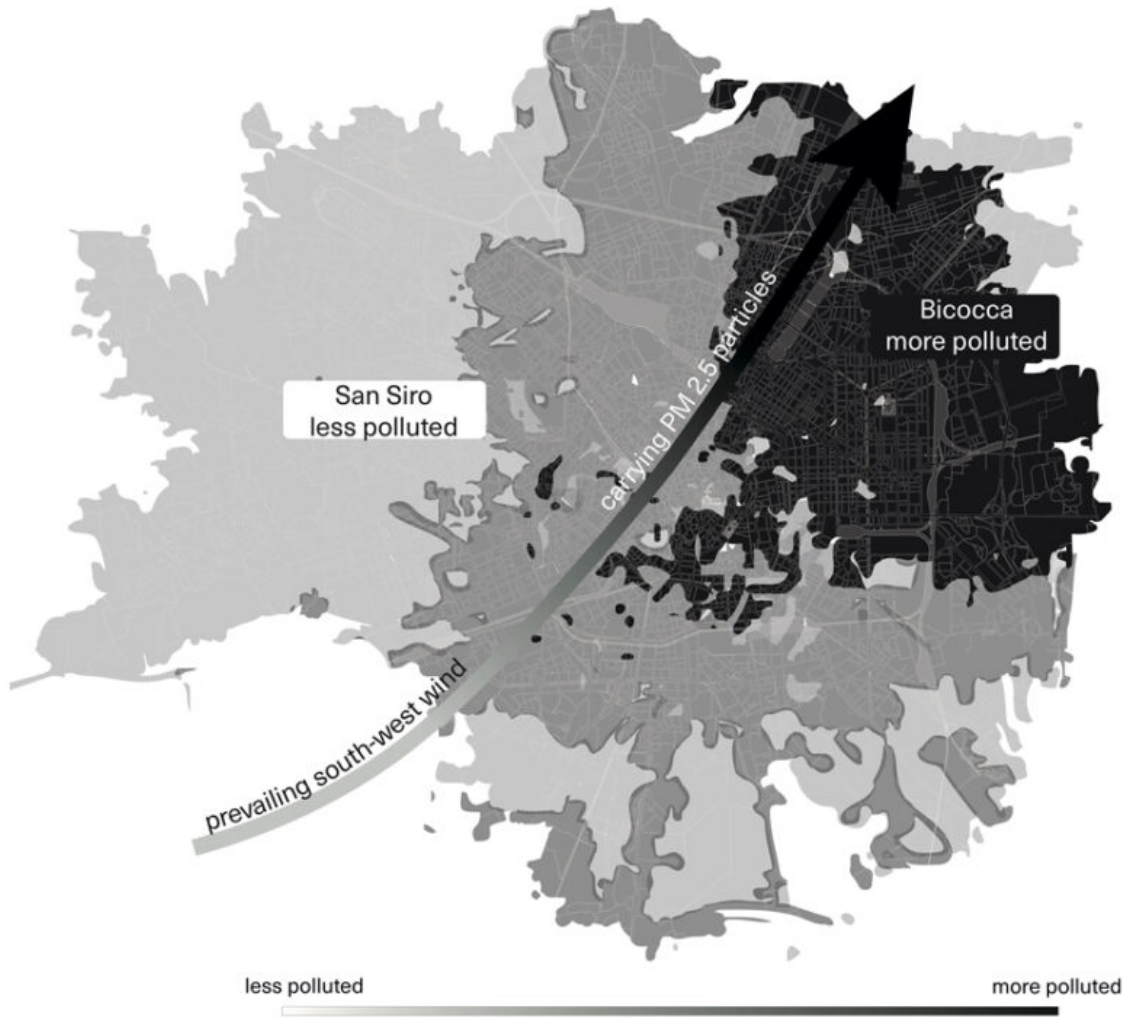 Bicocca
more polluted
carrying PM 2.5 particles
San Siro
less polluted
prevailing south-west wind
less polluted
more polluted